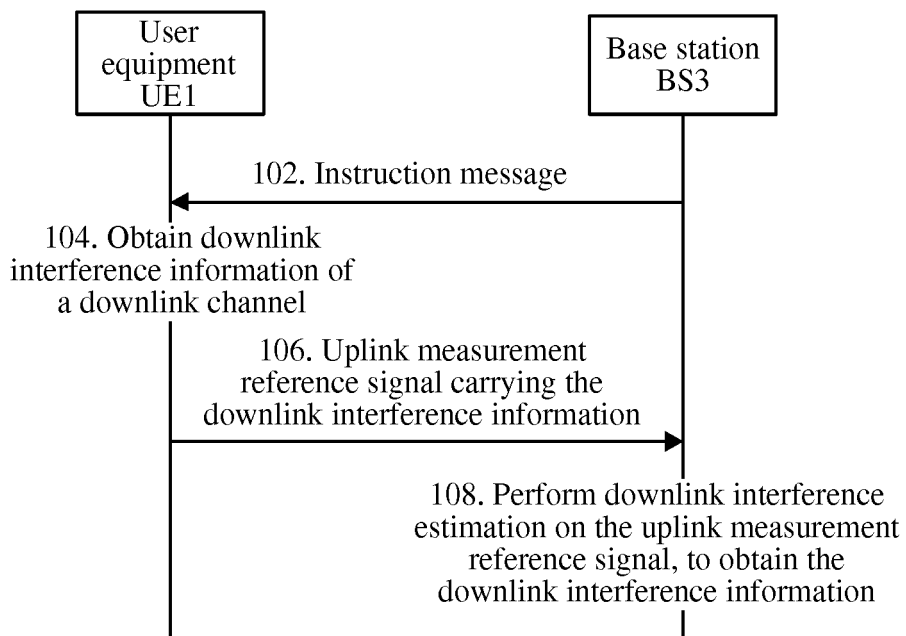 User
equipment
UE1
Base station
BS3
102. Instruction message
104. Obtain downlink
interference information of
a downlink channel
106. Uplink measurement
reference signal carrying the
downlink interference information
108. Perform downlink interference
estimation on the uplink measurement
reference signal, to obtain the
downlink interference information